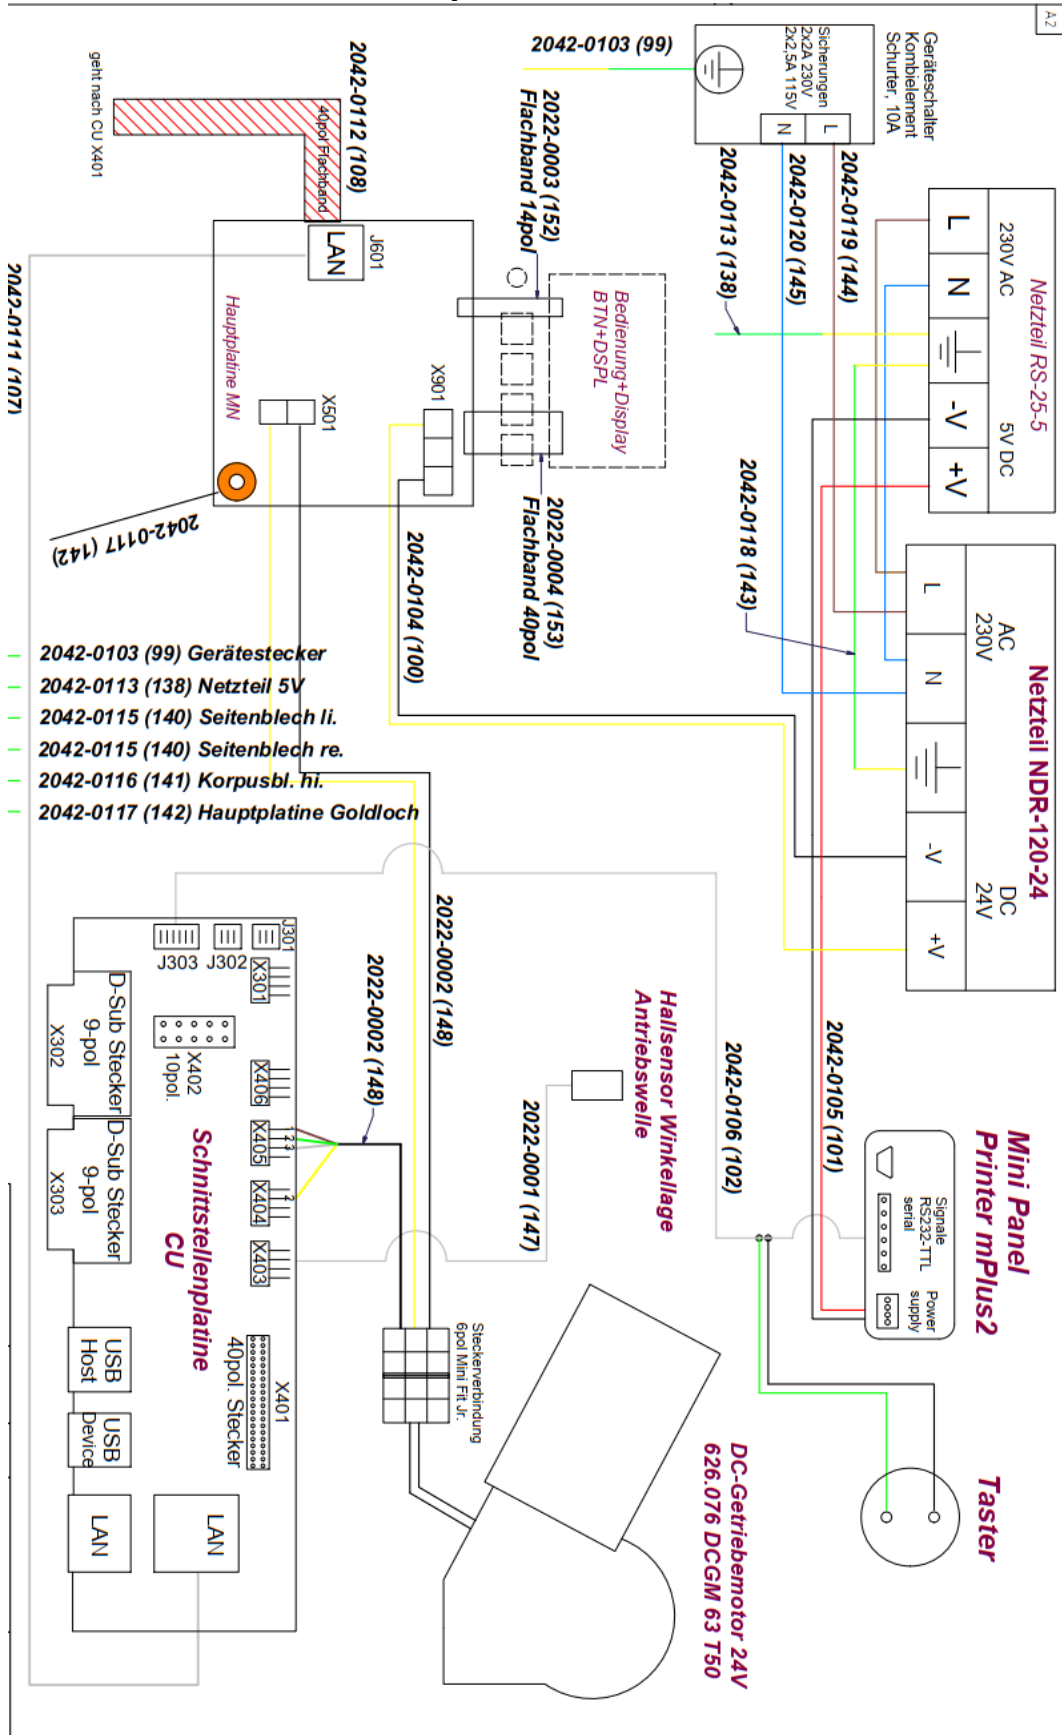 A2
Geräteschalter
Kombielement
Schurter, 10A
Sicherungen
2x2A 230V
2x2,5A 115V
L
N
2042-0103 (99)
2042-0119 (144)
2042-0120 (145)
2042-0113 (138)
Netzteil RS-25-5
230V AC
5V DC
L
N
-V
+V
2042-0118 (143)
Netzteil NDR-120-24
AC
230V
DC
24V
L
N
-V
+V
2042-0112 (108)
40pol Flachband
geht nach CU X401
2022-0003 (152)
Flachband 14pol
Bedienung+Display
BTN+DSPL
2022-0004 (153)
Flachband 40pol
J601
LAN
Hauptplatine MN
X901
X501
2042-0111 (107)
2042-0117 (142)
2042-0104 (100)
2042-0103 (99) Gerätestecker
2042-0113 (138) Netzteil 5V
2042-0115 (140) Seitenblech li.
2042-0115 (140) Seitenblech re.
2042-0116 (141) Korpusbl. hi.
2042-0117 (142) Hauptplatine Goldloch
2022-0002 (148)
2022-0002 (148)
Hallsensor Winkellage
Antriebswelle
2022-0001 (147)
2042-0106 (102)
2042-0105 (101)
Mini Panel
Printer mPlus2
Signale
RS232-TTL
serial
Power
supply
Taster
DC-Getriebemotor 24V
626.076 DCGM 63 T50
Steckerverbindung
6pol Mini Fit Jr.
Schnittstellenplatine
CU
J301
J302
J303
X301
X402
10pol.
X406
1
2
3
X405
2
X404
X403
X401
40pol. Stecker
D-Sub Stecker
9-pol
X302
D-Sub Stecker
9-pol
X303
USB
Host
USB
Device
LAN
LAN